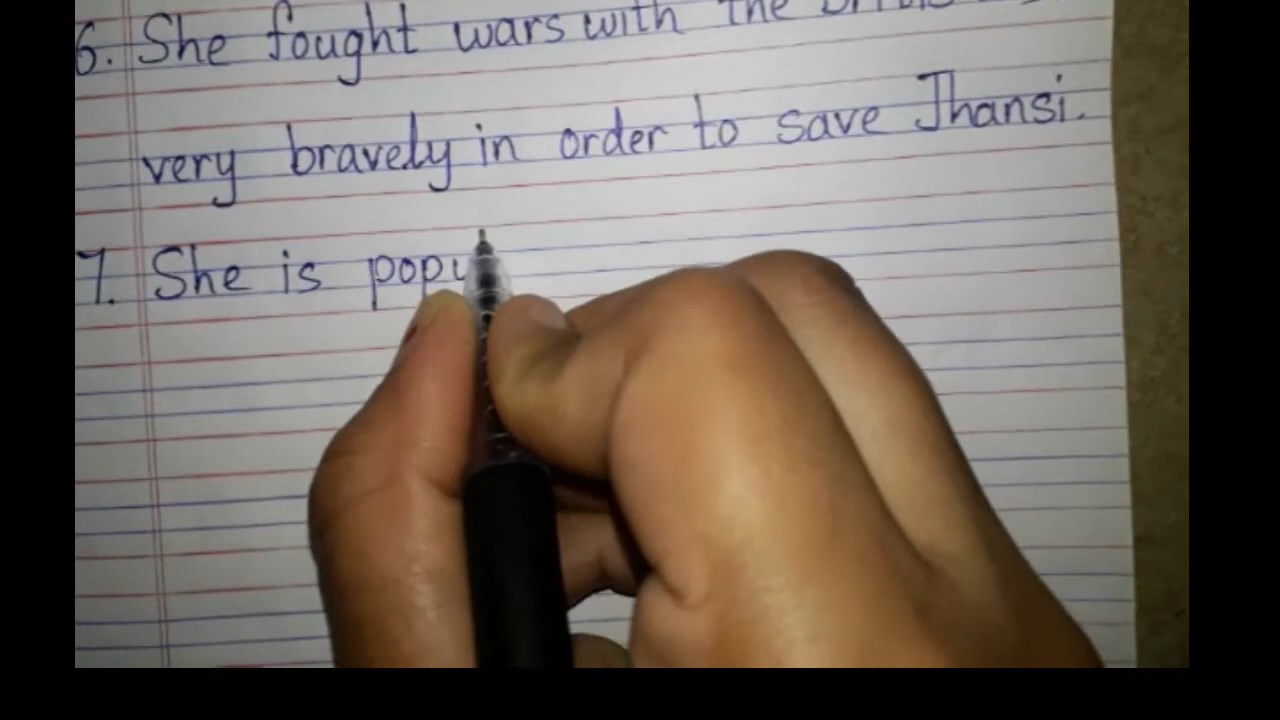 6. She fought wars with the
very bravely in order to save Jhansi.
7. She is popu